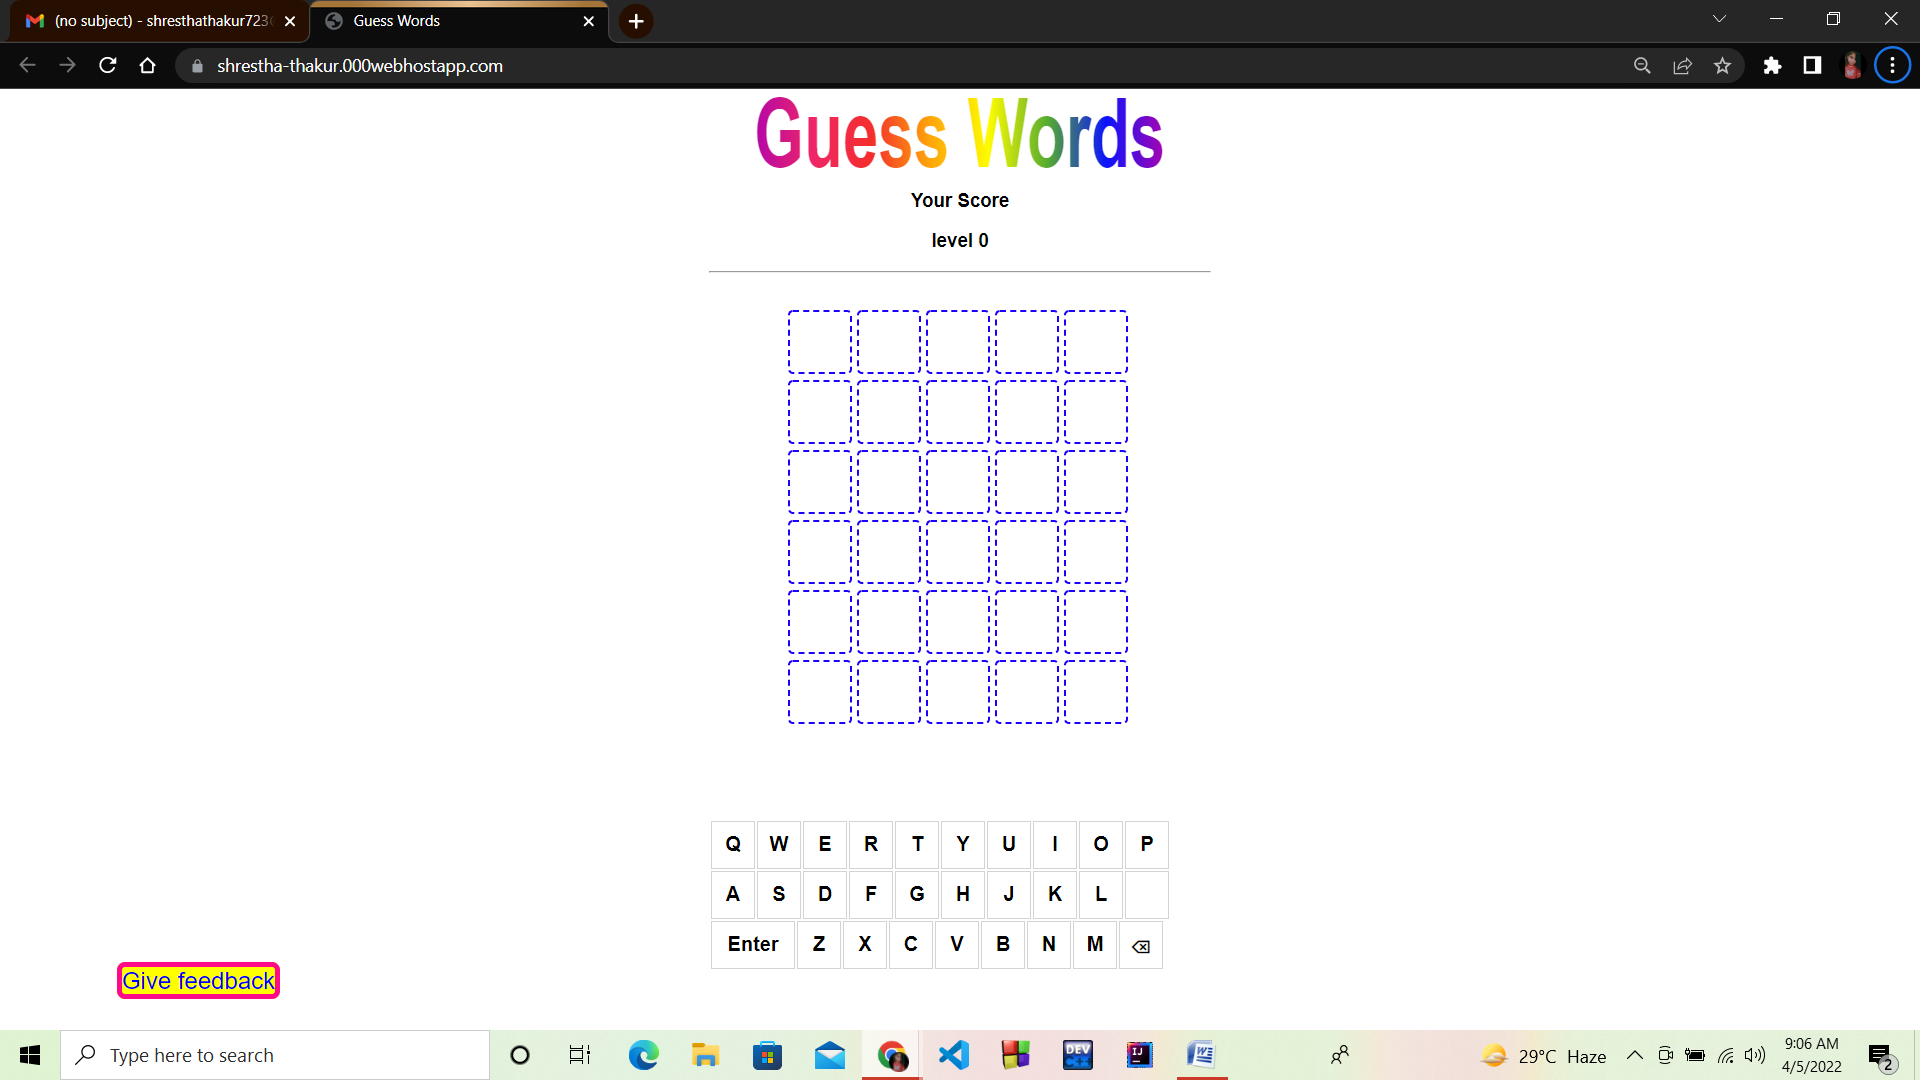 (no subject) - shresthathakur723
Guess Words
shrestha-thakur.000webhostapp.com
Guess Words
Your Score
level 0
Q W E R T Y U I O P
A S D F G H J K L
Enter Z X C V B N M
Give feedback
Type here to search
DEV C++
IJ
W
29°C Haze
9:06 AM
4/5/2022
2